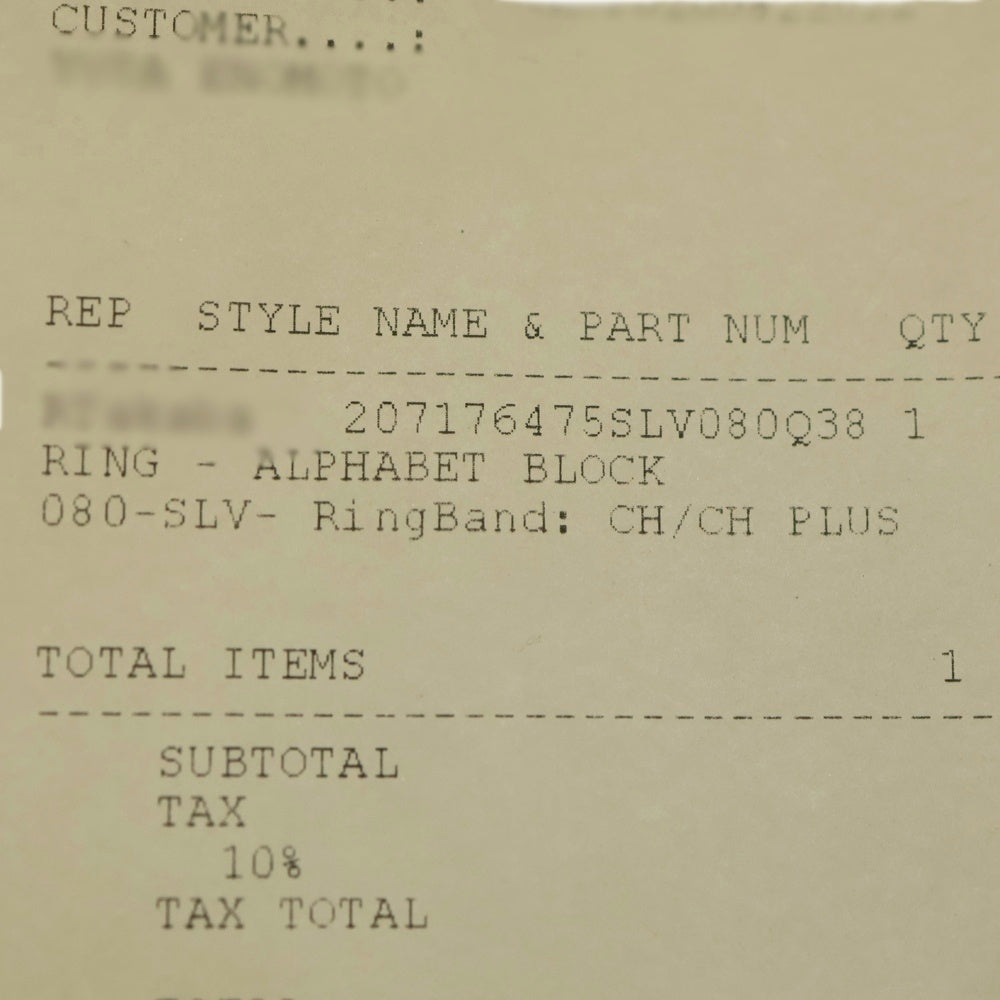 CUSTOMER....:
REP STYLE NAME & PART NUM QTY
207176475SLV080Q38 1
RING - ALPHABET BLOCK
080-SLV- RingBand: CH/CH PLUS
TOTAL ITEMS 1
SUBTOTAL
TAX
10%
TAX TOTAL